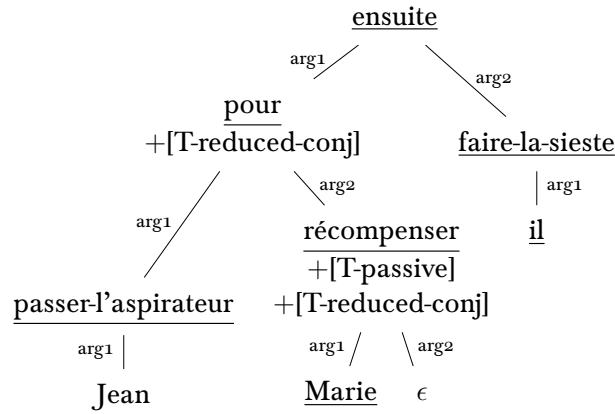 ensuite
arg1
arg2
pour
+[T-reduced-conj]
faire-la-sieste
arg1
arg2
arg1
récompenser
il
+[T-passive]
passer-l'aspirateur
+[T-reduced-conj]
arg1
arg1
arg2
Jean
Marie
ϵ